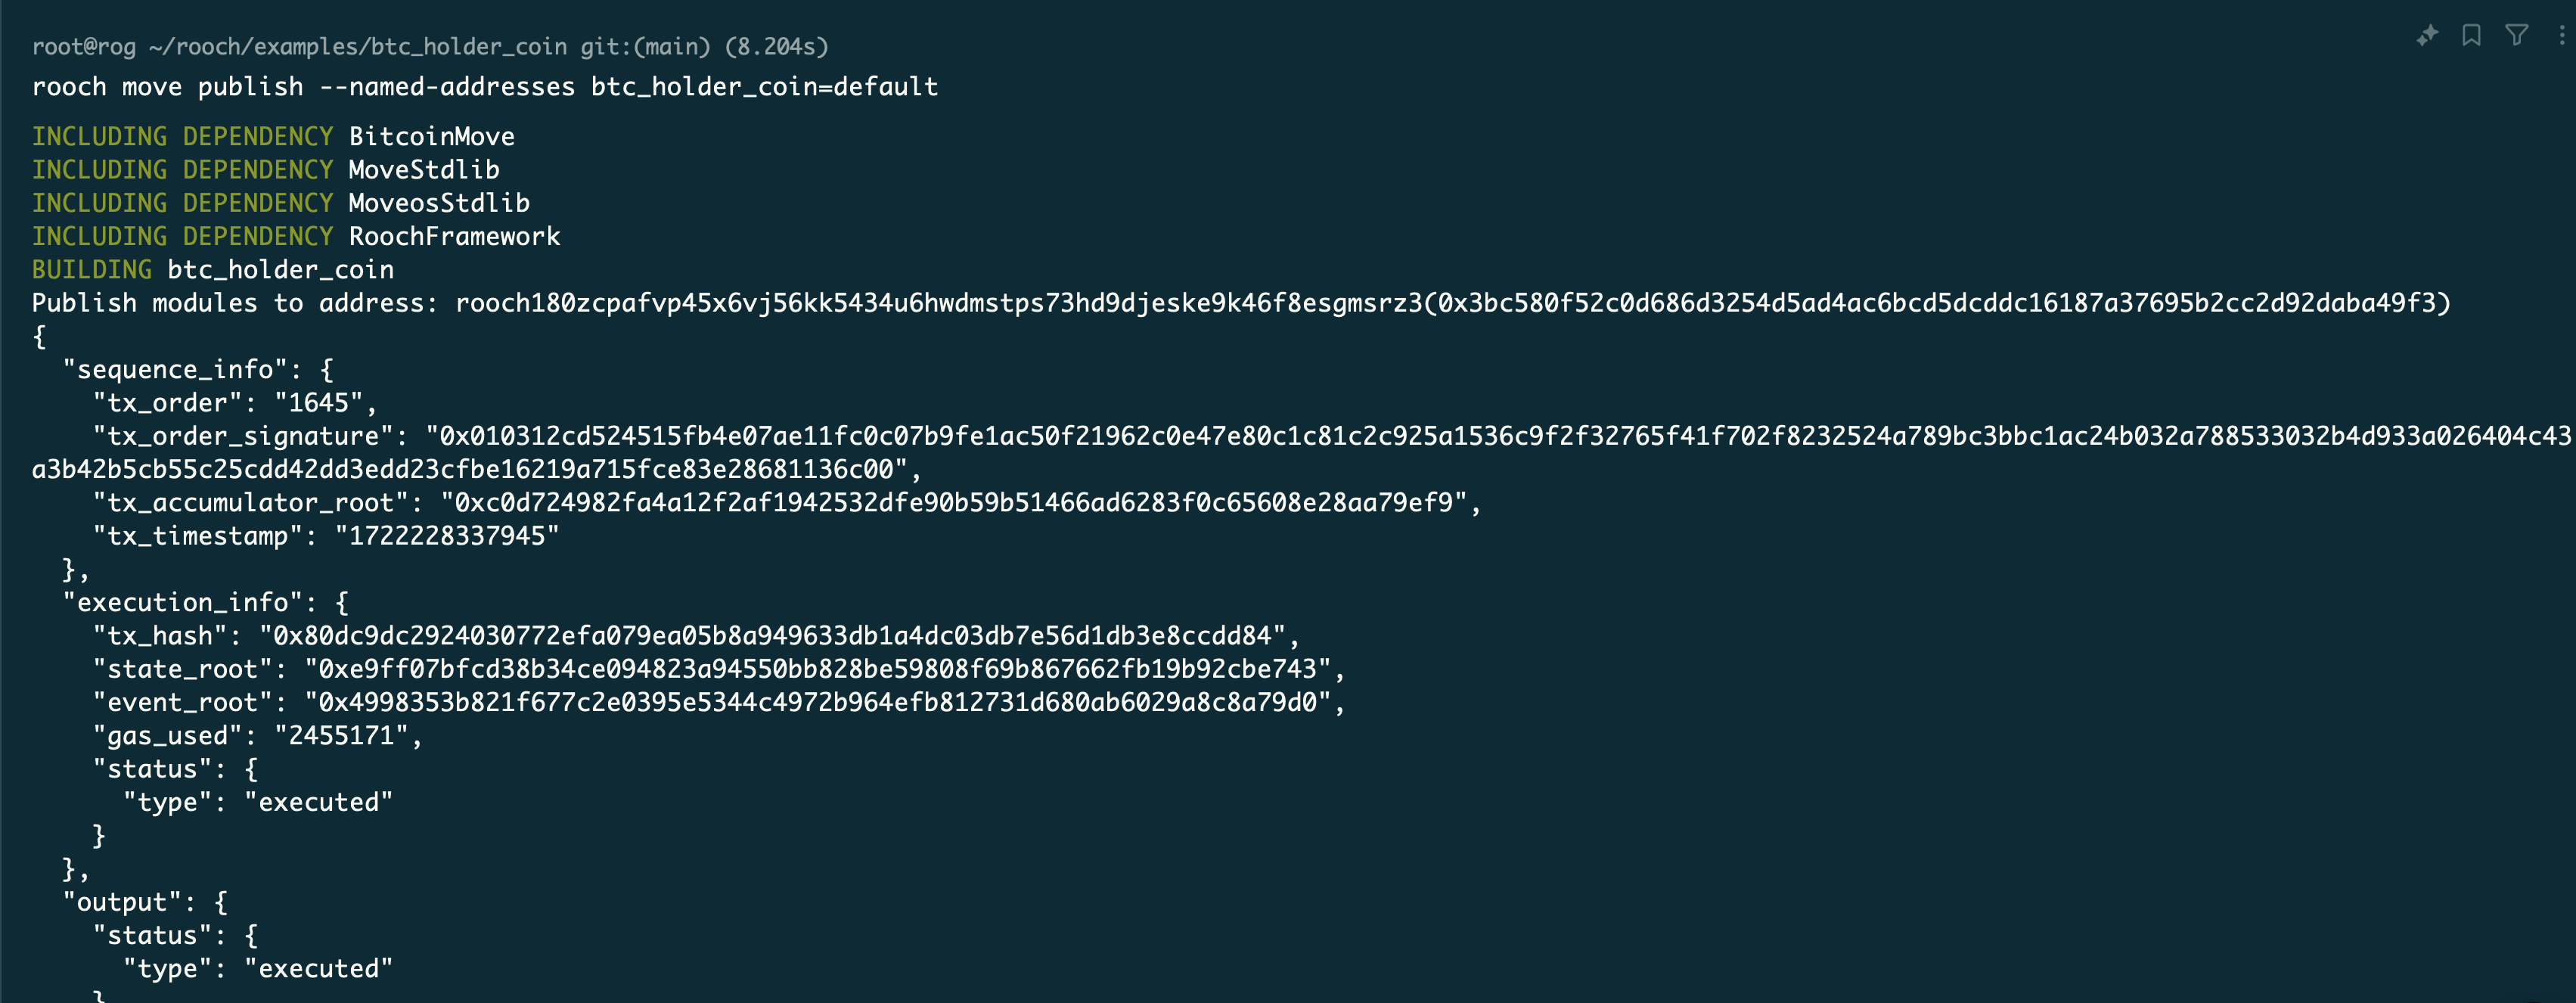 root@rog ~/rooch/examples/btc_holder_coin git:(main) (8.204s)
rooch move publish --named-addresses btc_holder_coin=default
INCLUDING DEPENDENCY BitcoinMove
INCLUDING DEPENDENCY MoveStdlib
INCLUDING DEPENDENCY MoveosStdlib
INCLUDING DEPENDENCY RoochFramework
BUILDING btc_holder_coin
Publish modules to address: rooch180zcpafvp45x6vj56kk5434u6hwdmstps73hd9djeske9k46f8esgmsrz3(0x3bc580f52c0d686d3254d5ad4ac6bcd5dcddc16187a37695b2cc2d92daba49f3)
{
  "sequence_info": {
    "tx_order": "1645",
    "tx_order_signature": "0x010312cd524515fb4e07ae11fc0c07b9fe1ac50f21962c0e47e80c1c81c2c925a1536c9f2f32765f41f702f8232524a789bc3bbc1ac24b032a788533032b4d933a026404c43
a3b42b5cb55c25cdd42dd3edd23cfbe16219a715fce83e28681136c00",
    "tx_accumulator_root": "0xc0d724982fa4a12f2af1942532dfe90b59b51466ad6283f0c65608e28aa79ef9",
    "tx_timestamp": "1722228337945"
  },
  "execution_info": {
    "tx_hash": "0x80dc9dc2924030772efa079ea05b8a949633db1a4dc03db7e56d1db3e8ccdd84",
    "state_root": "0xe9ff07bfcd38b34ce094823a94550bb828be59808f69b867662fb19b92cbe743",
    "event_root": "0x4998353b821f677c2e0395e5344c4972b964efb812731d680ab6029a8c8a79d0",
    "gas_used": "2455171",
    "status": {
      "type": "executed"
    }
  },
  "output": {
    "status": {
      "type": "executed"
    }